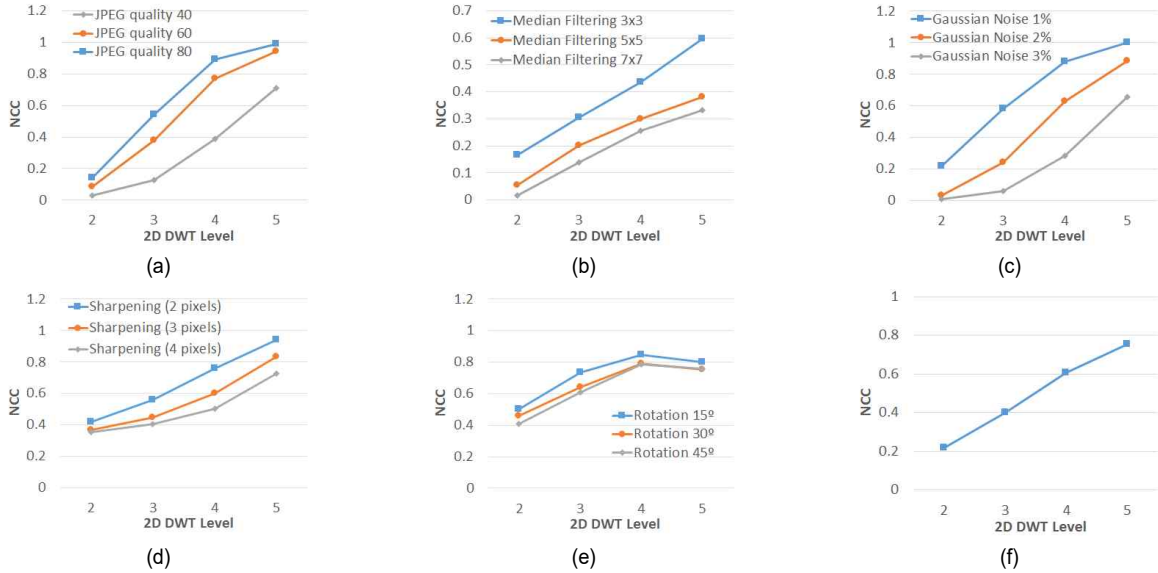 JPEG quality 40
JPEG quality 60
JPEG quality 80
1.2
1
0.8
0.6
0.4
0.2
0
NCC
2 3 4 5
2D DWT Level
(a)
Median Filtering 3x3
Median Filtering 5x5
Median Filtering 7x7
0.7
0.6
0.5
0.4
0.3
0.2
0.1
0
NCC
2 3 4 5
2D DWT Level
(b)
Gaussian Noise 1%
Gaussian Noise 2%
Gaussian Noise 3%
1.2
1
0.8
0.6
0.4
0.2
0
NCC
2 3 4 5
2D DWT Level
(c)
Sharpening (2 pixels)
Sharpening (3 pixels)
Sharpening (4 pixels)
1.2
1
0.8
0.6
0.4
0.2
0
NCC
2 3 4 5
2D DWT Level
(d)
1.2
1
0.8
0.6
0.4
0.2
0
NCC
Rotation 15º
Rotation 30º
Rotation 45º
2 3 4 5
2D DWT Level
(e)
1
0.8
0.6
0.4
0.2
0
NCC
2 3 4 5
2D DWT Level
(f)